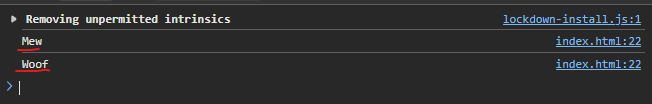 Removing unpermitted intrinsics lockdown-install.js:1
Mew index.html:22
Woof index.html:22